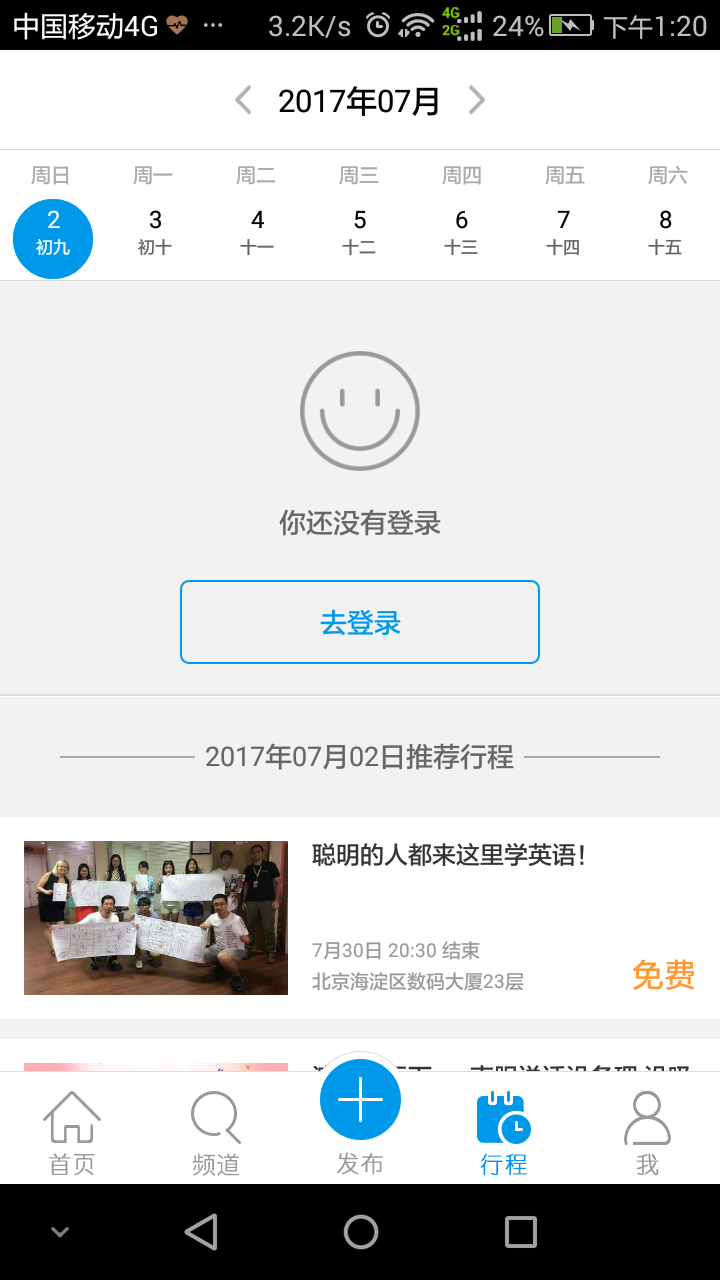 中国移动4G ... 3.2K/s 4G 2G 24% 下午1:20
2017年07月
周日 周一 周二 周三 周四 周五 周六
2 3 4 5 6 7 8
初九 初十 十一 十二 十三 十四 十五
你还没有登录
去登录
2017年07月02日推荐行程
聪明的人都来这里学英语!
7月30日 20:30 结束
北京海淀区数码大厦23层
免费
首页 频道 发布 行程 我